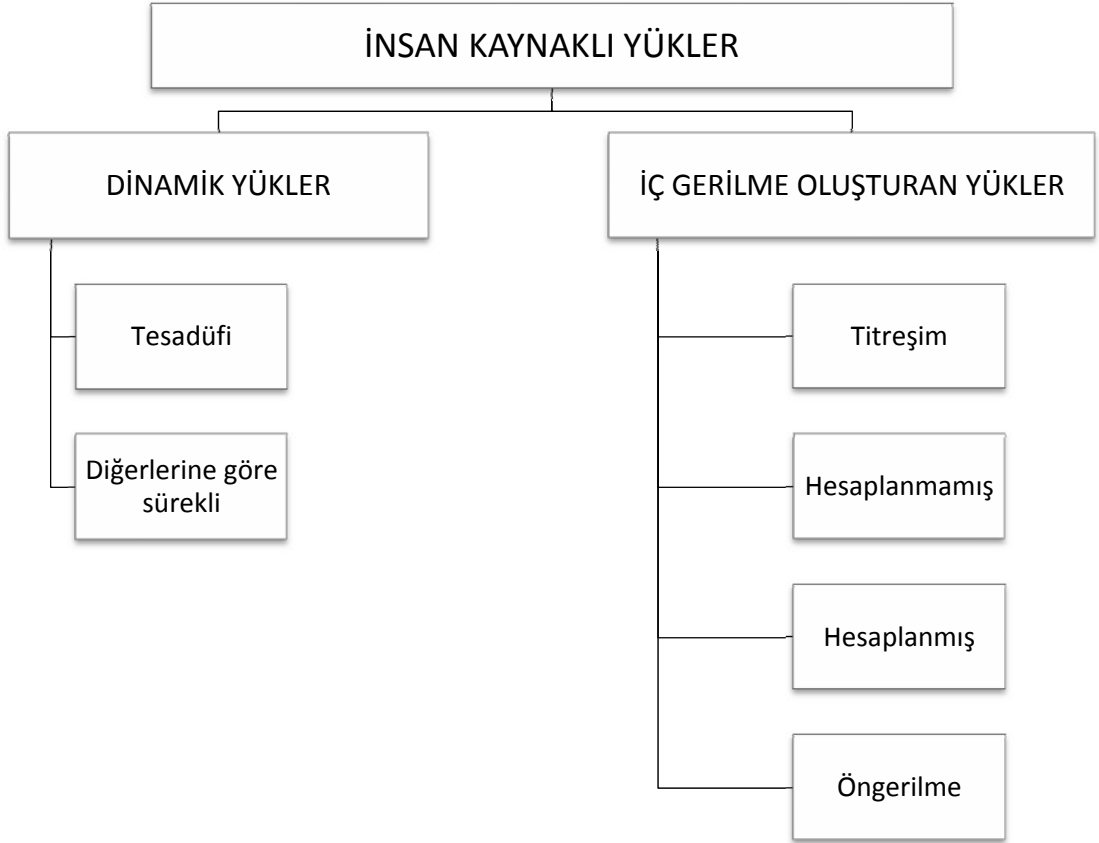 İNSAN KAYNAKLI YÜKLER
DİNAMİK YÜKLER
Tesadüfi
Diğerlerine göre
sürekli
İÇ GERİLME OLUŞTURAN YÜKLER
Titreşim
Hesaplanmamış
Hesaplanmış
Öngerilme